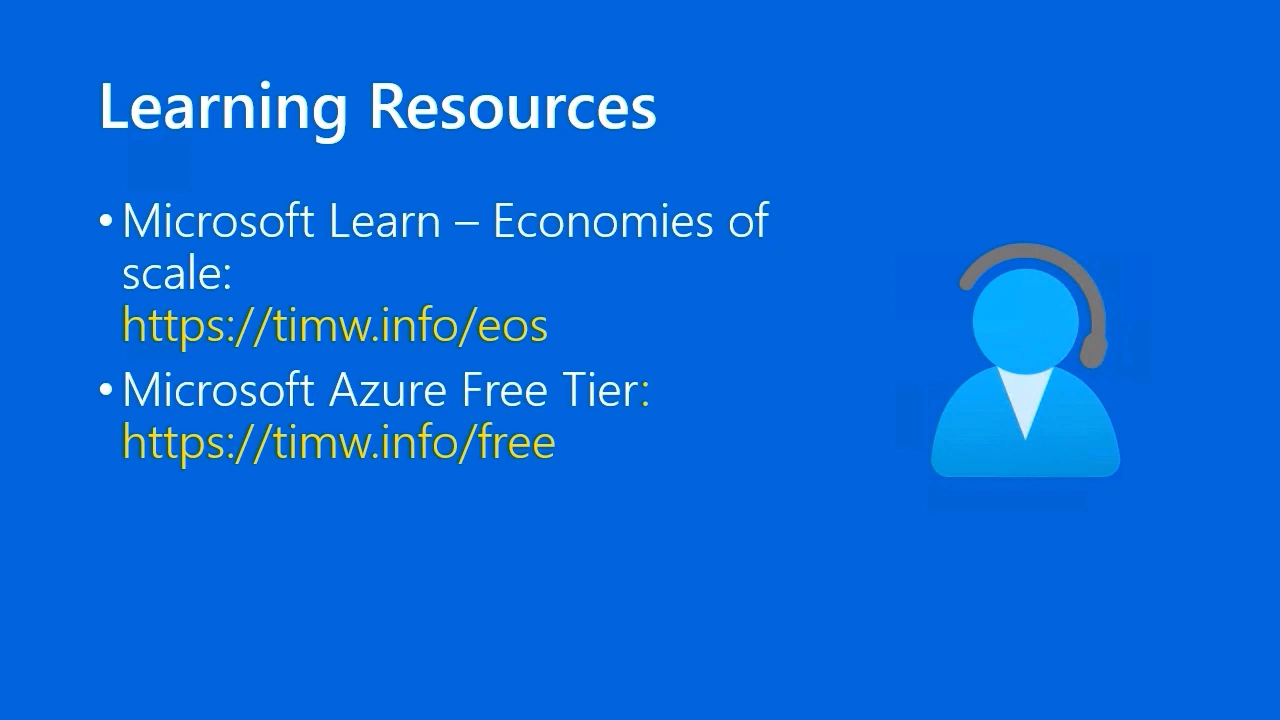 Learning Resources
• Microsoft Learn – Economies of
scale:
https://timw.info/eos
• Microsoft Azure Free Tier:
https://timw.info/free